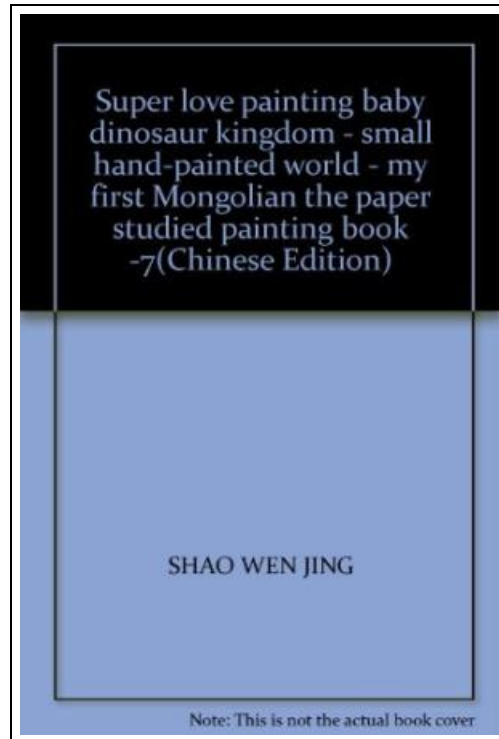 Super love painting baby
dinosaur kingdom - small
hand-painted world - my
first Mongolian the paper
studied painting book
-7(Chinese Edition)
SHAO WEN JING
Note: This is not the actual book cover